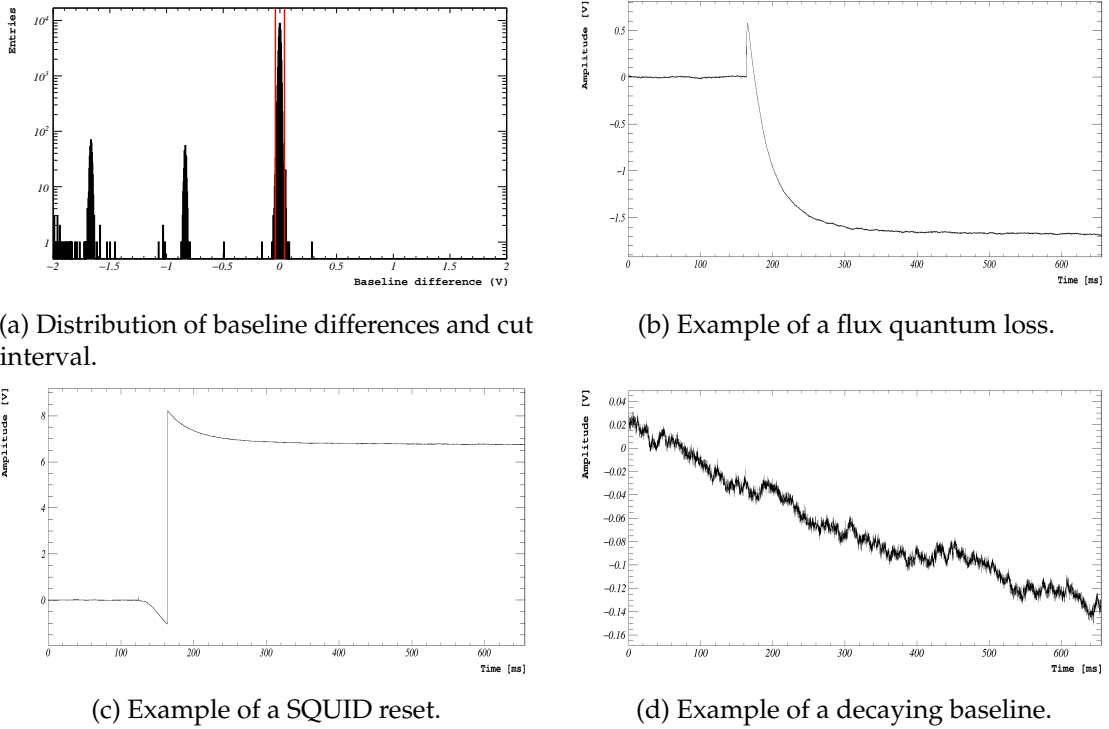 Entries
10⁴
10³
10²
10
1
−2 −1.5 −1 −0.5 0 0.5 1 1.5 2
Baseline difference (V)
(a) Distribution of baseline differences and cut
interval.
Amplitude [V]
0.5
0
−0.5
−1
−1.5
0 100 200 300 400 500 600
Time [ms]
(b) Example of a flux quantum loss.
Amplitude [V]
8
6
4
2
0
0 100 200 300 400 500 600
Time [ms]
(c) Example of a SQUID reset.
Amplitude [V]
0.04
0.02
0
−0.02
−0.04
−0.06
−0.08
−0.1
−0.12
−0.14
−0.16
0 100 200 300 400 500 600
Time [ms]
(d) Example of a decaying baseline.